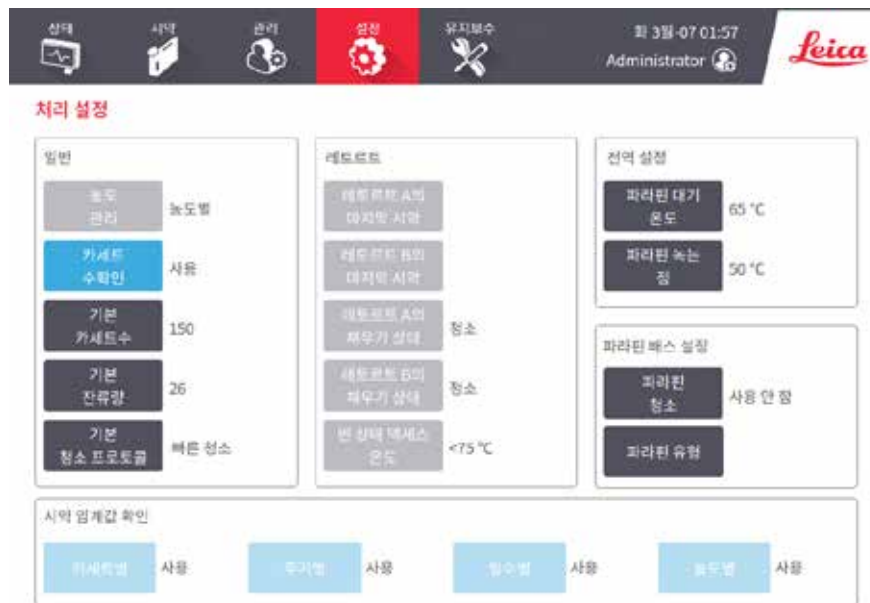 상태
시약
관리
설정
유지보수
화 3월-07 01:57
Administrator
Leica
처리 설정
일반
농도
관리
농도별
카세트
수확인
사용
기본
카세트수
150
기본
잔류량
26
기본
청소 프로토콜
빠른 청소
레토르트
레토르트 A의
마지막 시약
레토르트 B의
마지막 시약
레토르트 A의
채우기 상태
청소
레토르트 B의
채우기 상태
청소
빈 상태 액세스
온도
<75 °C
전역 설정
파라핀 대기
온도
65 °C
파라핀 녹는
점
50 °C
파라핀 배스 설정
파라핀
청소
사용 안 함
파라핀 유형
시약 임계값 확인
카세트별
사용
주기별
사용
일수별
사용
농도별
사용